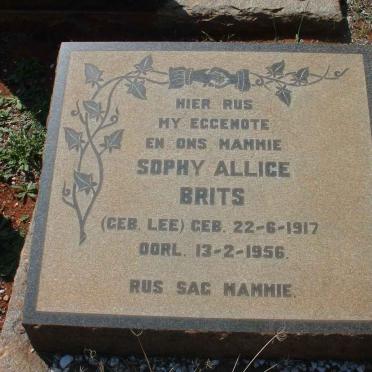 HIER RUS
MY EGGENOTE
EN ONS MAMMIE
SOPHY ALLICE
BRITS
(GEB. LEE) GEB. 22-6-1917
OORL. 13-2-1956.
RUS SAG MAMMIE.